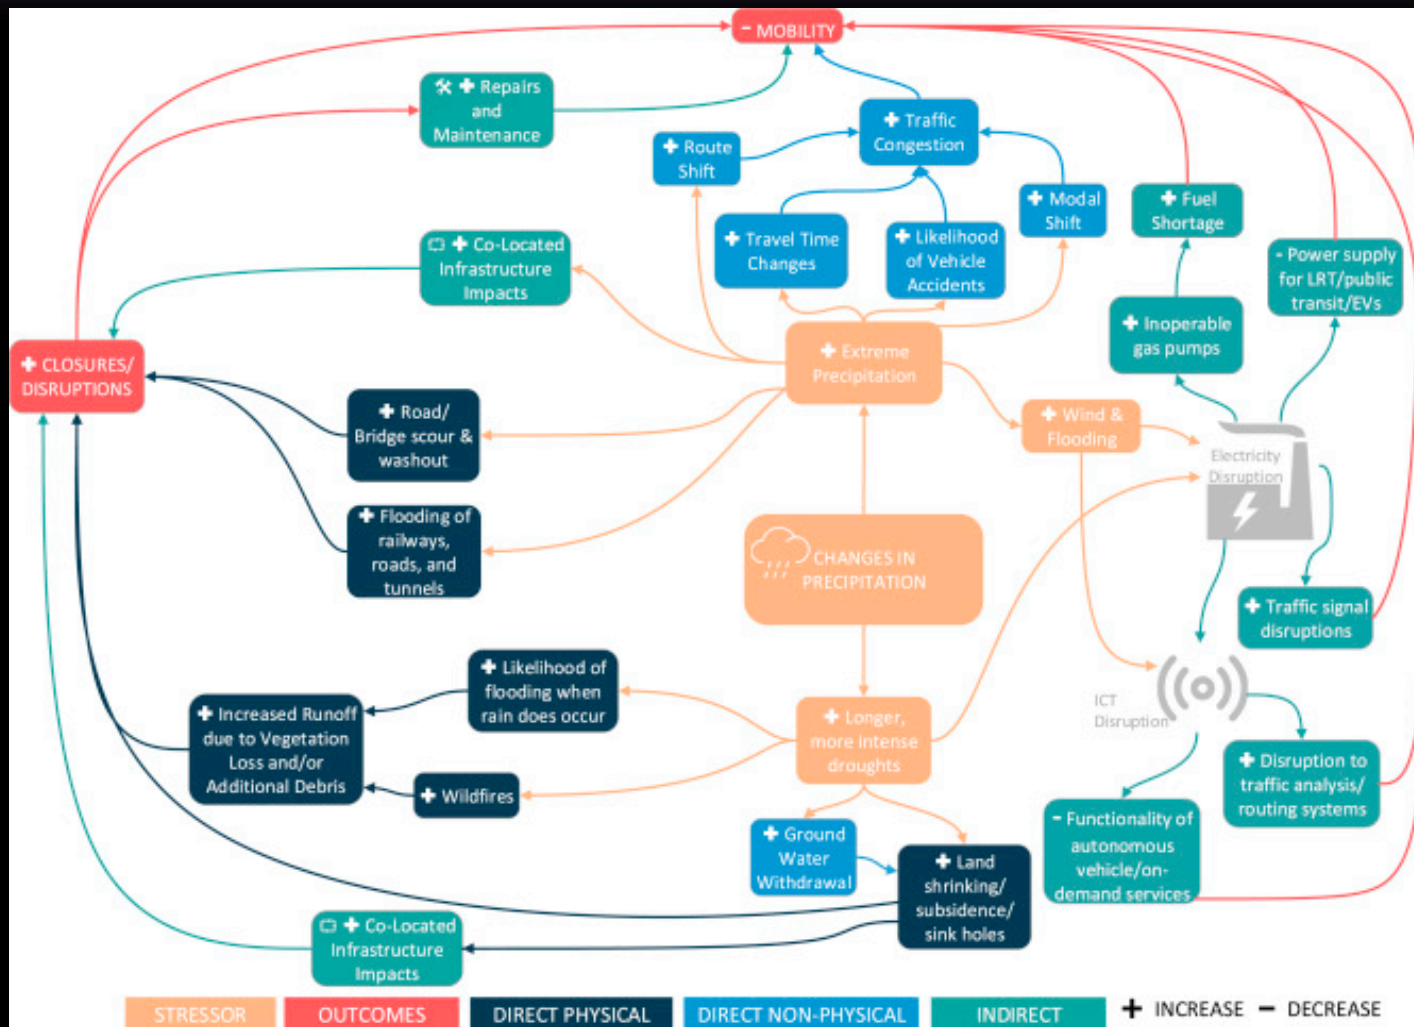 − MOBILITY
+ Repairs
and
Maintenance
+ Traffic
Congestion
+ Route
Shift
+ Modal
Shift
+ Fuel
Shortage
+ Travel Time
Changes
+ Likelihood
of Vehicle
Accidents
+ Co-Located
Infrastructure
Impacts
- Power supply
for LRT/public
transit/EVs
+ Inoperable
gas pumps
+ CLOSURES/
DISRUPTIONS
+ Extreme
Precipitation
+ Road/
Bridge scour &
washout
+ Wind &
Flooding
Electricity
Disruption
+ Flooding of
railways,
roads, and
tunnels
CHANGES IN
PRECIPITATION
+ Traffic signal
disruptions
+ Likelihood of
flooding when
rain does occur
+ Increased Runoff
due to Vegetation
Loss and/or
Additional Debris
+ Wildfires
+ Longer,
more intense
droughts
ICT
Disruption
+ Disruption to
traffic analysis/
routing systems
- Functionality of
autonomous
vehicle/on-
demand services
+ Ground
Water
Withdrawal
+ Land
shrinking/
subsidence/
sink holes
+ Co-Located
Infrastructure
Impacts
STRESSOR OUTCOMES DIRECT PHYSICAL DIRECT NON-PHYSICAL INDIRECT + INCREASE − DECREASE